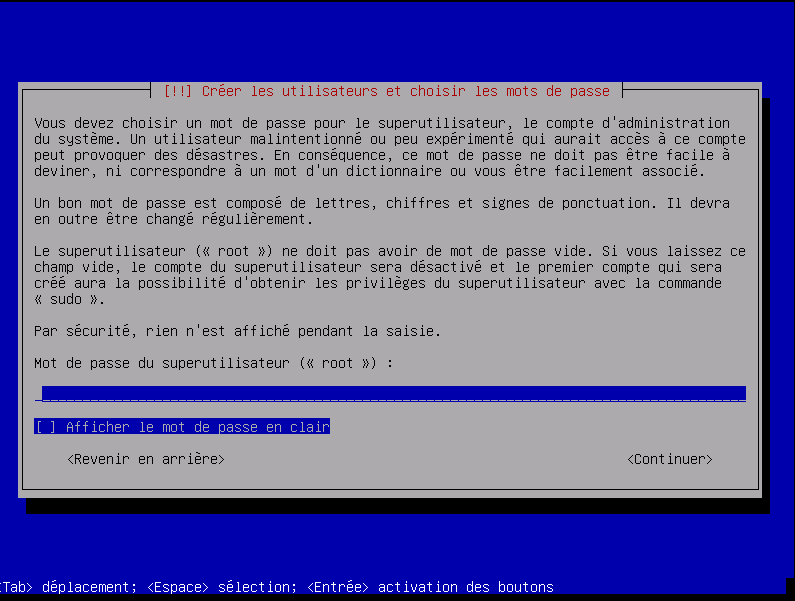 [!!] Créer les utilisateurs et choisir les mots de passe
Vous devez choisir un mot de passe pour le superutilisateur, le compte d'administration
du système. Un utilisateur malintentionné ou peu expérimenté qui aurait accès à ce compte
peut provoquer des désastres. En conséquence, ce mot de passe ne doit pas être facile à
deviner, ni correspondre à un mot d'un dictionnaire ou vous être facilement associé.
Un bon mot de passe est composé de lettres, chiffres et signes de ponctuation. Il devra
en outre être changé régulièrement.
Le superutilisateur (« root ») ne doit pas avoir de mot de passe vide. Si vous laissez ce
champ vide, le compte du superutilisateur sera désactivé et le premier compte qui sera
créé aura la possibilité d'obtenir les privilèges du superutilisateur avec la commande
« sudo ».
Par sécurité, rien n'est affiché pendant la saisie.
Mot de passe du superutilisateur (« root ») :
[ ] Afficher le mot de passe en clair
<Revenir en arrière> <Continuer>
<Tab> déplacement; <Espace> sélection; <Entrée> activation des boutons